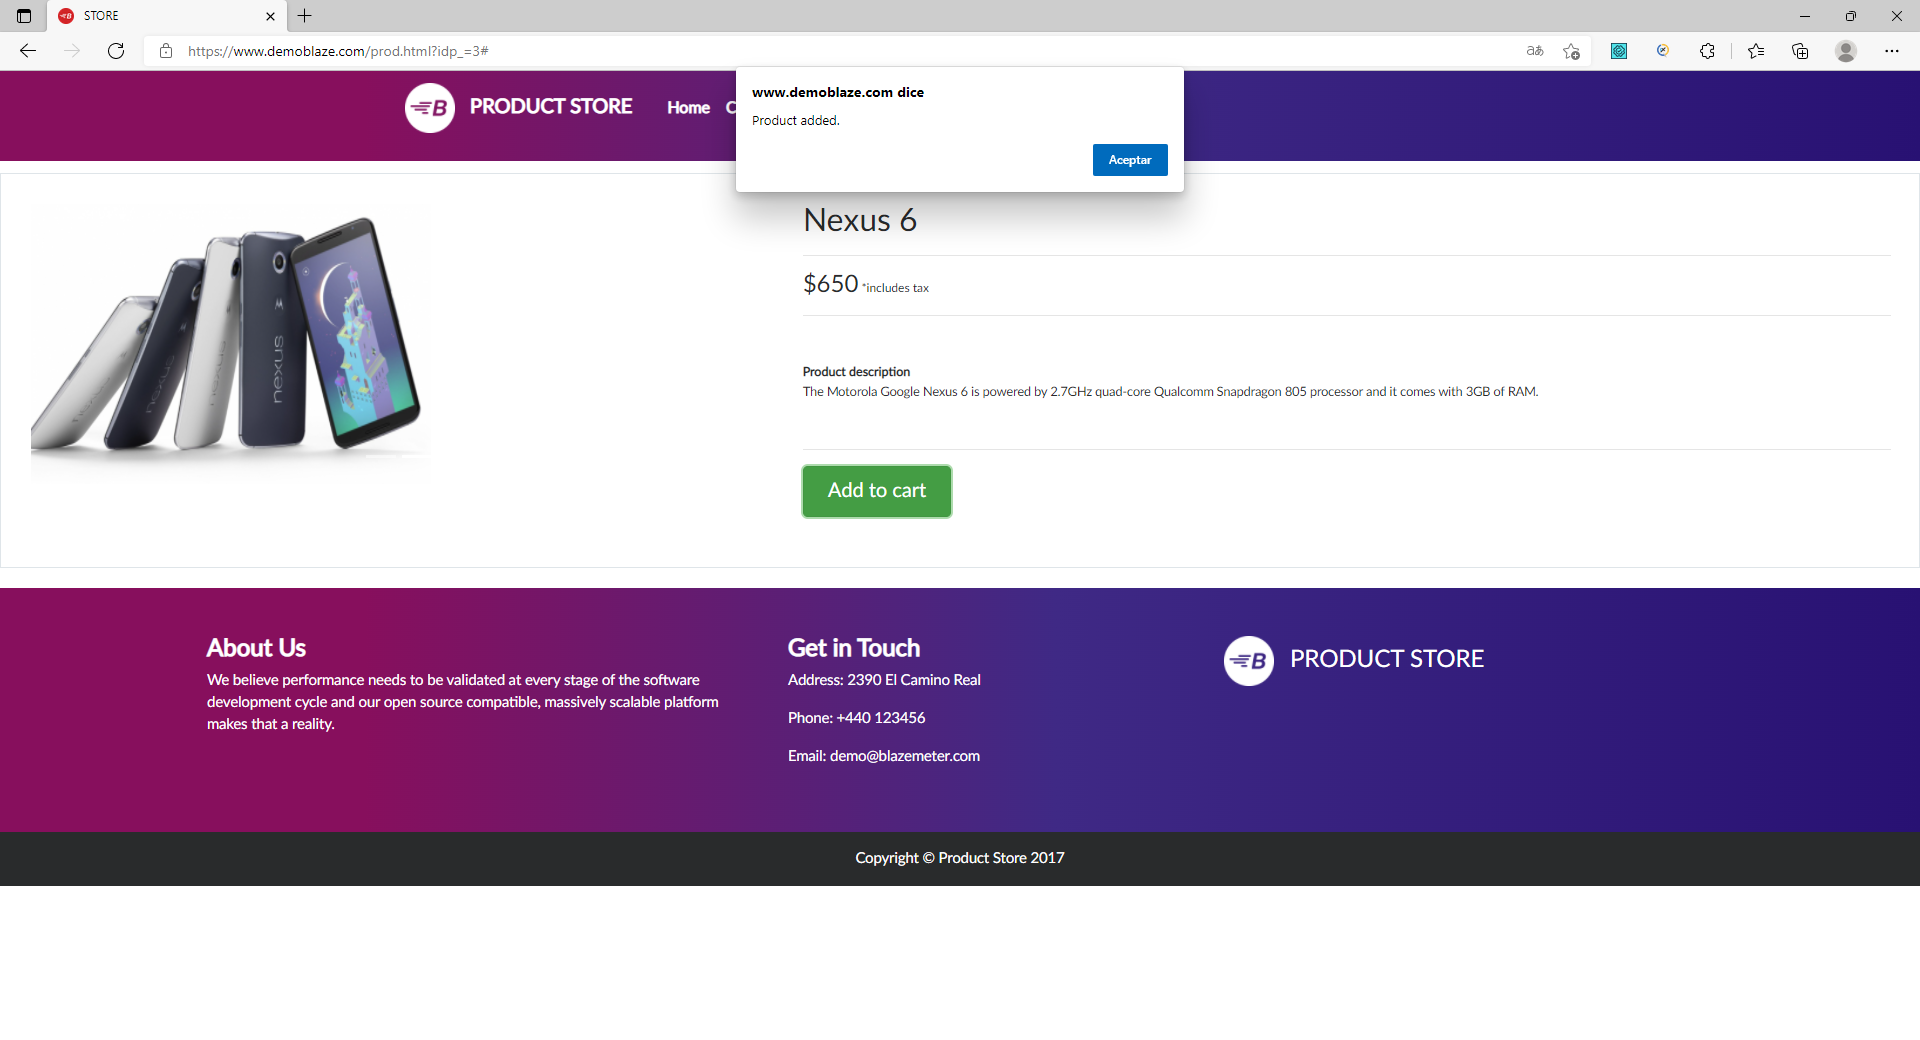 STORE
https://www.demoblaze.com/prod.html?idp_=3#
www.demoblaze.com dice
Product added.
Aceptar
B PRODUCT STORE Home C
nexus
Nexus 6
$650 *includes tax
Product description
The Motorola Google Nexus 6 is powered by 2.7GHz quad-core Qualcomm Snapdragon 805 processor and it comes with 3GB of RAM.
Add to cart
About Us
We believe performance needs to be validated at every stage of the software
development cycle and our open source compatible, massively scalable platform
makes that a reality.
Get in Touch
Address: 2390 El Camino Real
Phone: +440 123456
Email: demo@blazemeter.com
B PRODUCT STORE
Copyright © Product Store 2017